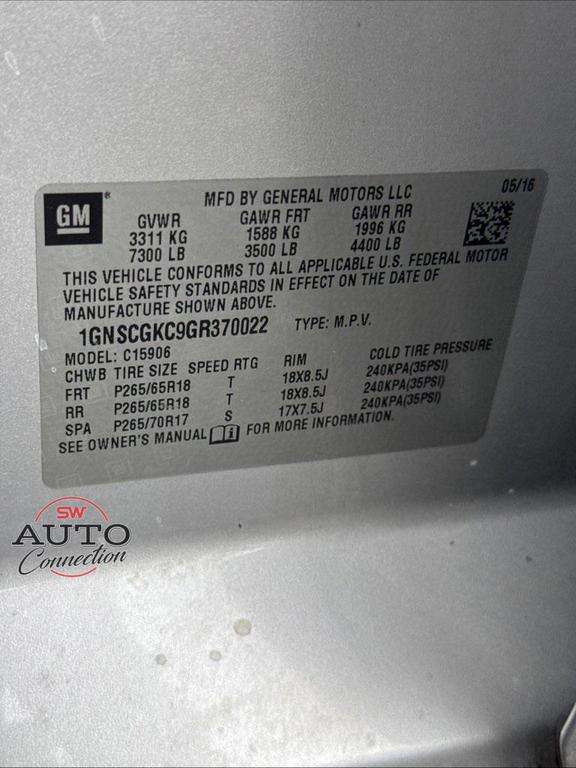 GM ®
MFD BY GENERAL MOTORS LLC 05/16
GVWR GAWR FRT GAWR RR
3311 KG 1588 KG 1996 KG
7300 LB 3500 LB 4400 LB
THIS VEHICLE CONFORMS TO ALL APPLICABLE U.S. FEDERAL MOTOR
VEHICLE SAFETY STANDARDS IN EFFECT ON THE DATE OF
MANUFACTURE SHOWN ABOVE.
1GNSCGKC9GR370022 TYPE: M.P.V.
MODEL: C15906
CHWB TIRE SIZE SPEED RTG RIM COLD TIRE PRESSURE
FRT P265/65R18 T 18X8.5J 240KPA(35PSI)
RR P265/65R18 T 18X8.5J 240KPA(35PSI)
SPA P265/70R17 S 17X7.5J 240KPA(35PSI)
SEE OWNER'S MANUAL FOR MORE INFORMATION.
SW
AUTO
Connection